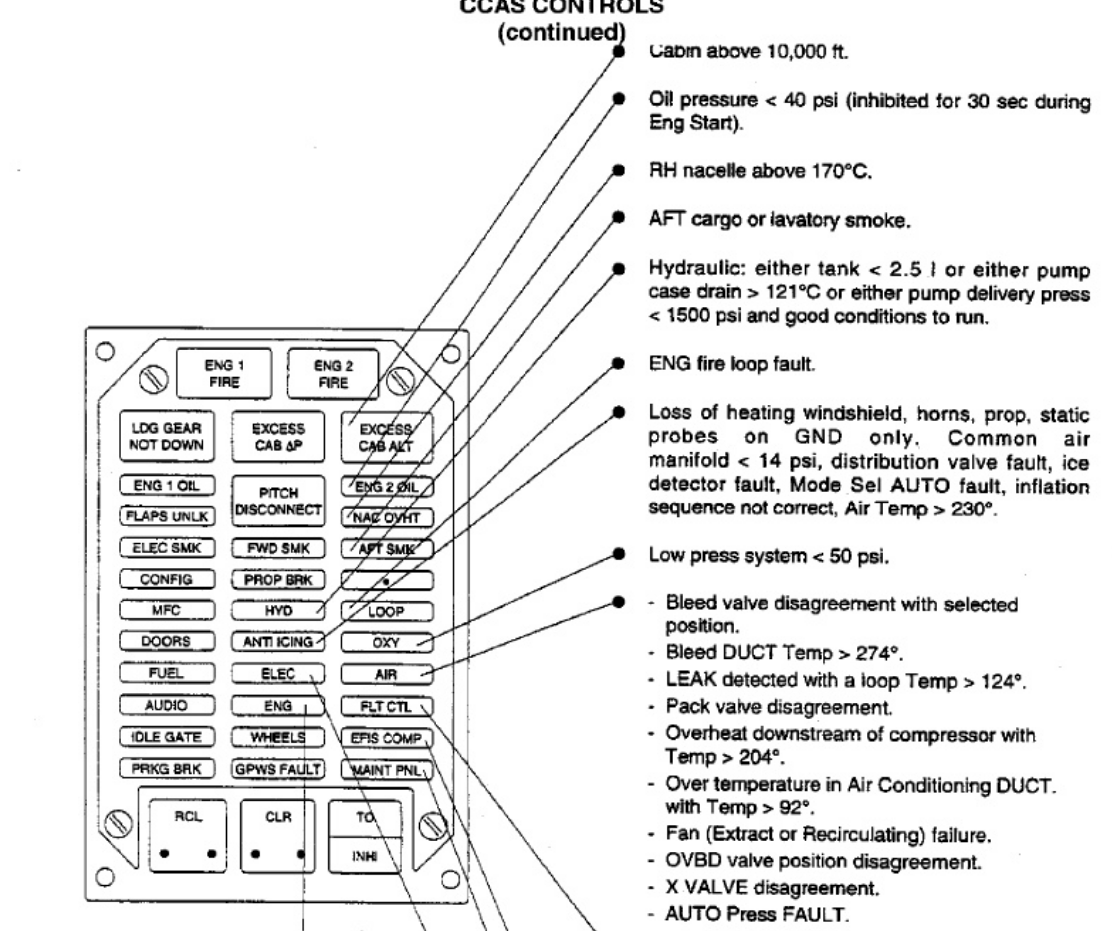 CCAS CONTROLS
(continued)
Cabin above 10,000 ft.
Oil pressure < 40 psi (inhibited for 30 sec during
Eng Start).
RH nacelle above 170°C.
AFT cargo or lavatory smoke.
Hydraulic: either tank < 2.5 l or either pump
case drain > 121°C or either pump delivery press
< 1500 psi and good conditions to run.
ENG fire loop fault.
Loss of heating windshield, horns, prop, static
probes on GND only. Common air
manifold < 14 psi, distribution valve fault, ice
detector fault, Mode Sel AUTO fault, inflation
sequence not correct, Air Temp > 230°.
Low press system < 50 psi.
- Bleed valve disagreement with selected
position.
- Bleed DUCT Temp > 274°.
- LEAK detected with a loop Temp > 124°.
- Pack valve disagreement.
- Overheat downstream of compressor with
Temp > 204°.
- Over temperature in Air Conditioning DUCT.
with Temp > 92°.
- Fan (Extract or Recirculating) failure.
- OVBD valve position disagreement.
- X VALVE disagreement.
- AUTO Press FAULT.
ENG 1
FIRE
ENG 2
FIRE
LDG GEAR
NOT DOWN
EXCESS
CAB ΔP
EXCESS
CAB ALT
ENG 1 OIL
PITCH
DISCONNECT
ENG 2 OIL
FLAPS UNLK
NAC OVHT
ELEC SMK
FWD SMK
AFT SMK
CONFIG
PROP BRK
MFC
HYD
LOOP
DOORS
ANTI ICING
OXY
FUEL
ELEC
AIR
AUDIO
ENG
FLT CTL
IDLE GATE
WHEELS
EFIS COMP
PRKG BRK
GPWS FAULT
MAINT PNL
RCL
CLR
TO
INHI